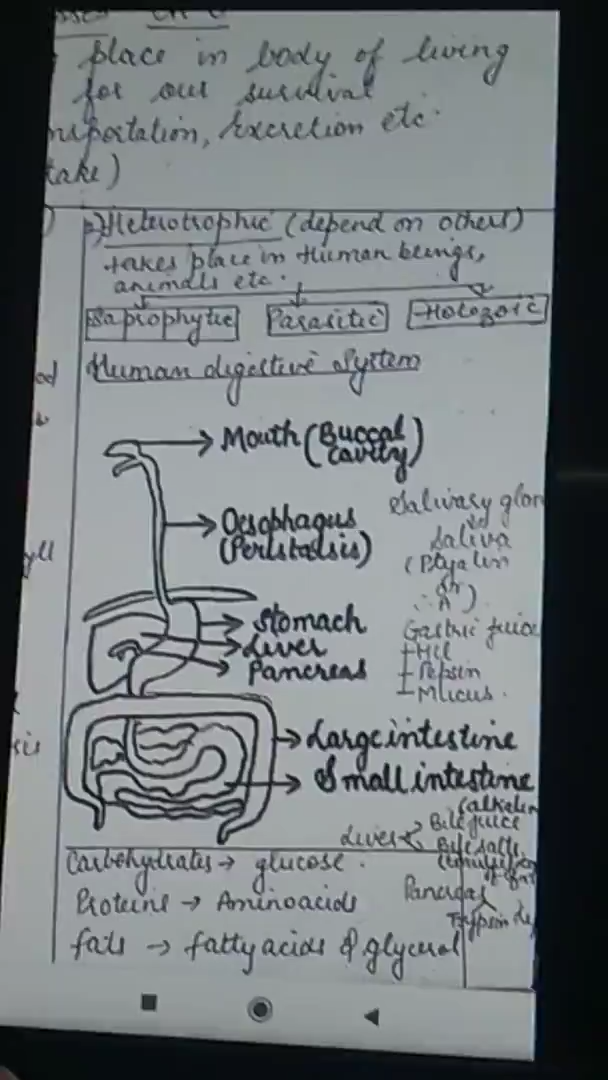 place in body of living
for our survival
Excretion etc.
take)
Heterotrophic (depend on others)
takes place in Human beings,
animals etc.
Saprophytic Parasitic Holozoic
Human digestive System
Mouth (Buccal
cavity)
Oesophagus
(Peristalsis)
Salivary
Saliva
(Ptyalin
or
Stomach
Liver
Pancreas
Gastric juice
HCl
Pepsin
Mucus.
Large intestine
Small intestine
Liver
Bile juice
Bile salts
Carbohydrates → glucose.
Proteins → Aminoacids
Pancreas
Trypsin
fats → fatty acids & glycerol